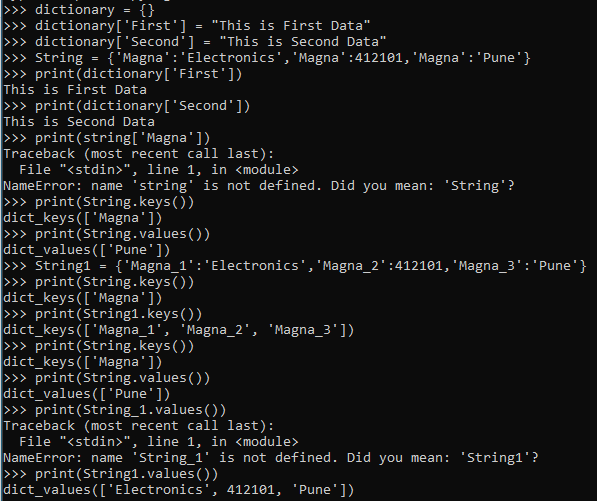 >>> dictionary = {}
>>> dictionary['First'] = "This is First Data"
>>> dictionary['Second'] = "This is Second Data"
>>> String = {'Magna':'Electronics','Magna':412101,'Magna':'Pune'}
>>> print(dictionary['First'])
This is First Data
>>> print(dictionary['Second'])
This is Second Data
>>> print(string['Magna'])
Traceback (most recent call last):
  File "<stdin>", line 1, in <module>
NameError: name 'string' is not defined. Did you mean: 'String'?
>>> print(String.keys())
dict_keys(['Magna'])
>>> print(String.values())
dict_values(['Pune'])
>>> String1 = {'Magna_1':'Electronics','Magna_2':412101,'Magna_3':'Pune'}
>>> print(String.keys())
dict_keys(['Magna'])
>>> print(String1.keys())
dict_keys(['Magna_1', 'Magna_2', 'Magna_3'])
>>> print(String.keys())
dict_keys(['Magna'])
>>> print(String.values())
dict_values(['Pune'])
>>> print(String_1.values())
Traceback (most recent call last):
  File "<stdin>", line 1, in <module>
NameError: name 'String_1' is not defined. Did you mean: 'String1'?
>>> print(String1.values())
dict_values(['Electronics', 412101, 'Pune'])